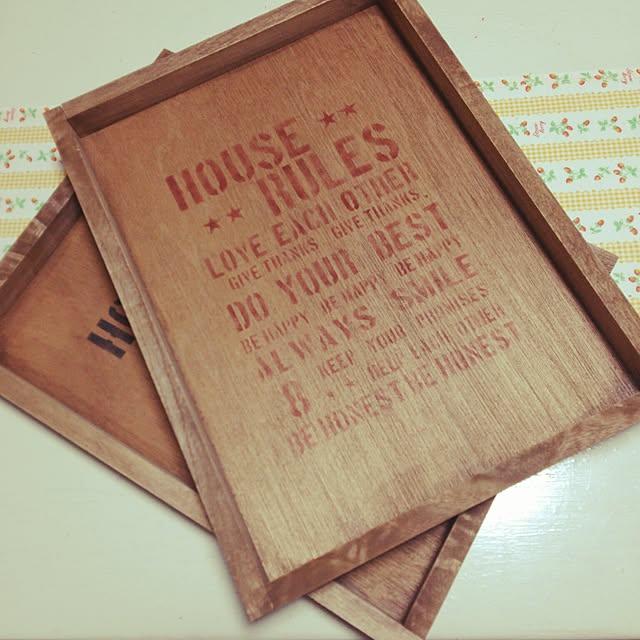 HOUSE
RULES
LOVE EACH OTHER
GIVE THANKS GIVE THANKS
DO YOUR BEST
BE HAPPY BE HAPPY BE HAPPY
ALWAYS SMILE
KEEP YOUR PROMISES
HELP EACH OTHER
BE HONEST BE HONEST
HO